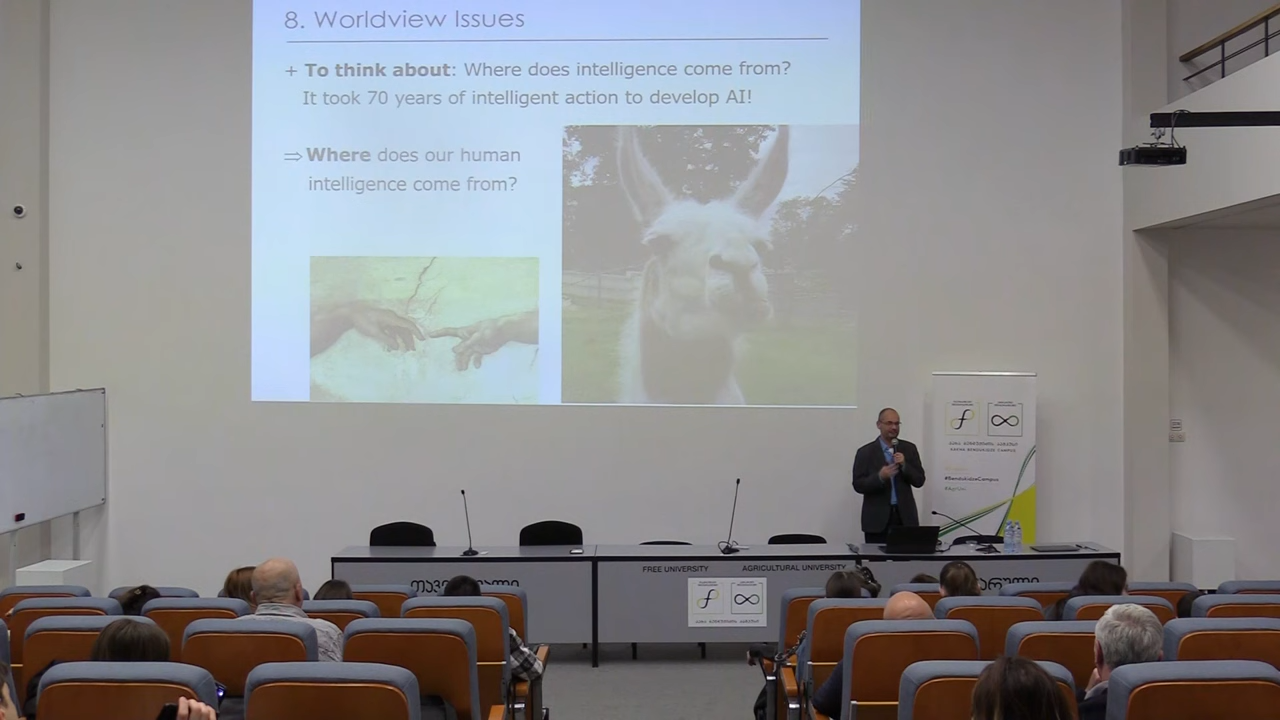 8. Worldview Issues
+ To think about: Where does intelligence come from?
It took 70 years of intelligent action to develop AI!
⇒ Where does our human
intelligence come from?
f
#BendukidzeCampus
FREE UNIVERSITY AGRICULTURAL UNIVERSITY
f